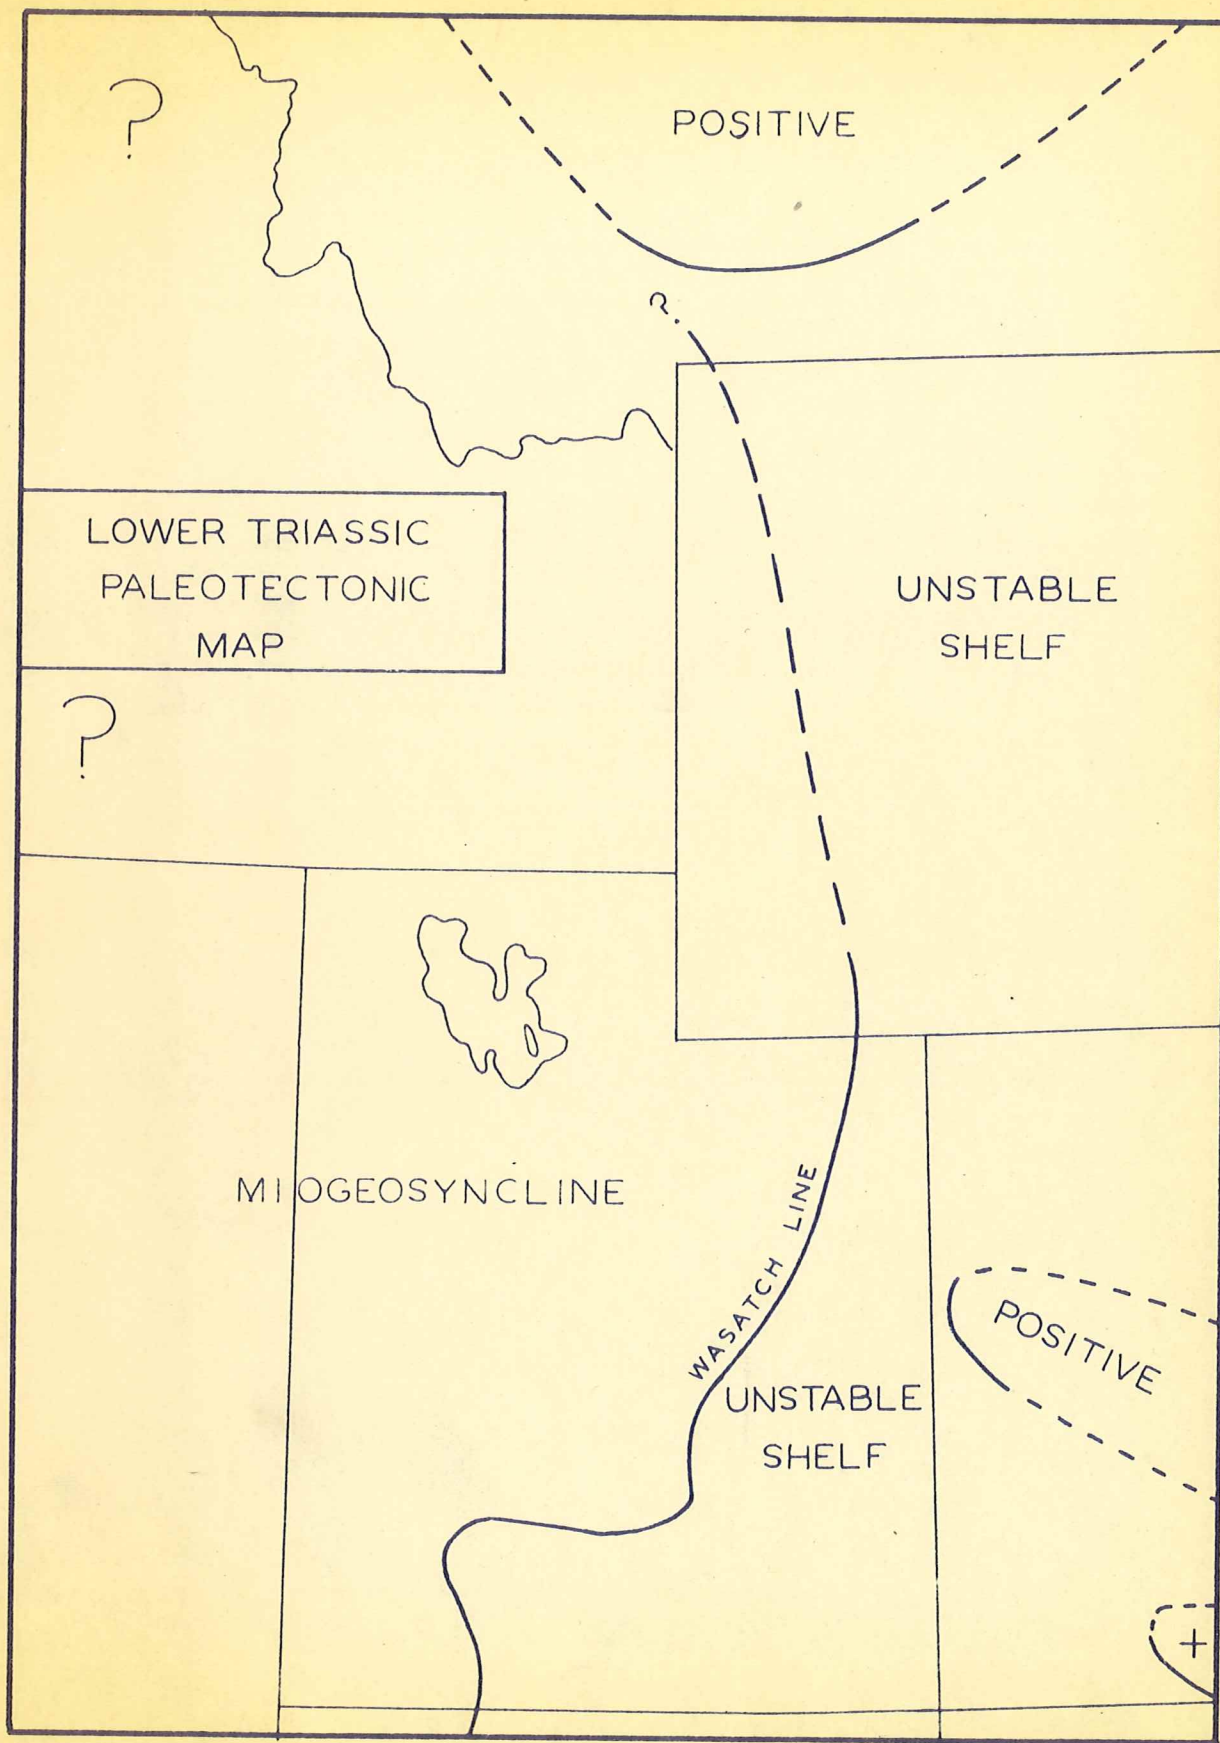 ?
POSITIVE
?
LOWER TRIASSIC
PALEOTECTONIC
MAP
UNSTABLE
SHELF
?
MIOGEOSYNCLINE
WASATCH LINE
POSITIVE
UNSTABLE
SHELF
+